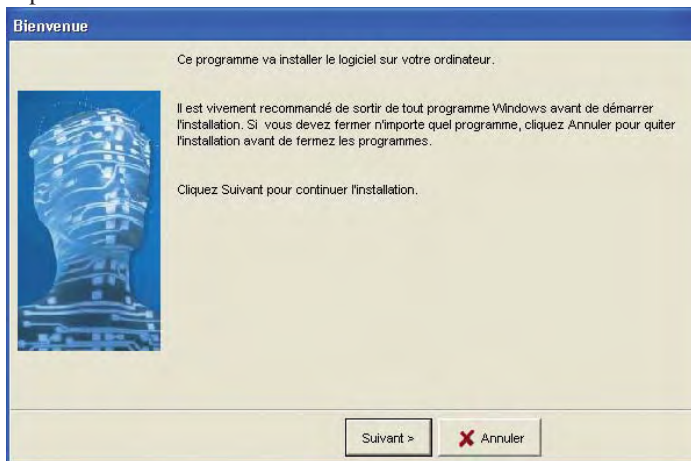 Bienvenue
Ce programme va installer le logiciel sur votre ordinateur.
Il est vivement recommandé de sortir de tout programme Windows avant de démarrer
l'installation. Si vous devez fermer n'importe quel programme, cliquez Annuler pour quiter
l'installation avant de fermez les programmes.
Cliquez Suivant pour continuer l'installation.
Suivant >
Annuler